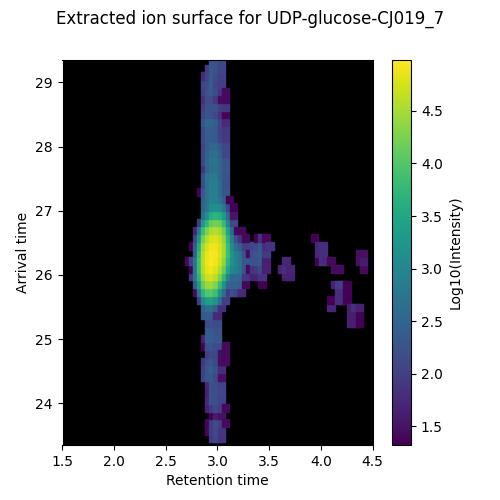 Extracted ion surface for UDP-glucose-CJ019_7
29
28
27
26
25
24
Arrival time
1.5 2.0 2.5 3.0 3.5 4.0 4.5
Retention time
4.5
4.0
3.5
3.0
2.5
2.0
1.5
Log10(Intensity)